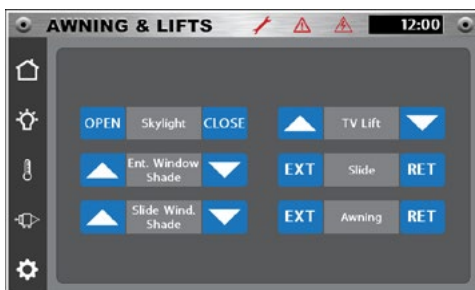 AWNING & LIFTS
12:00
OPEN Skylight CLOSE
TV Lift
Ent. Window
Shade
EXT Slide RET
Slide Wind.
Shade
EXT Awning RET